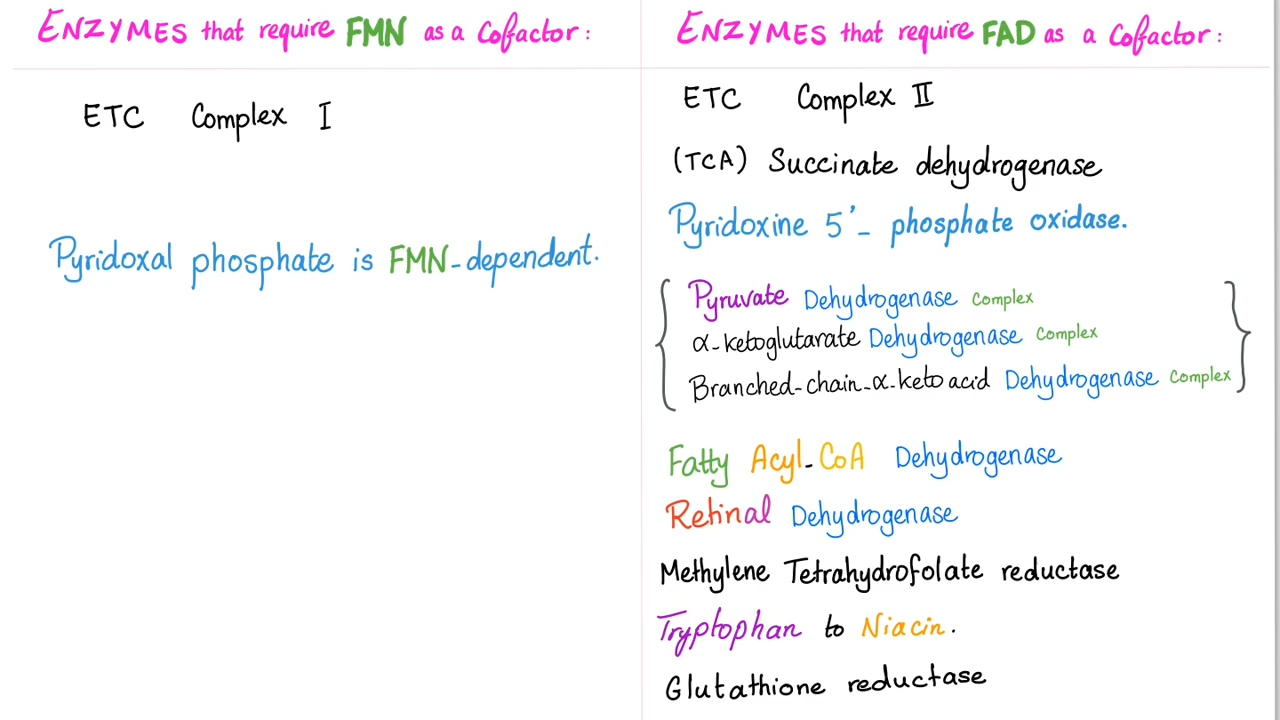 ENZYMES that require FMN as a Cofactor:
ETC Complex I
Pyridoxal phosphate is FMN-dependent.
ENZYMES that require FAD as a Cofactor:
ETC Complex II
(TCA) Succinate dehydrogenase
Pyridoxine 5'- phosphate oxidase.
Pyruvate Dehydrogenase Complex
α-ketoglutarate Dehydrogenase Complex
Branched-chain-α-keto acid Dehydrogenase Complex
Fatty Acyl-CoA Dehydrogenase
Retinal Dehydrogenase
Methylene Tetrahydrofolate reductase
Tryptophan to Niacin.
Glutathione reductase